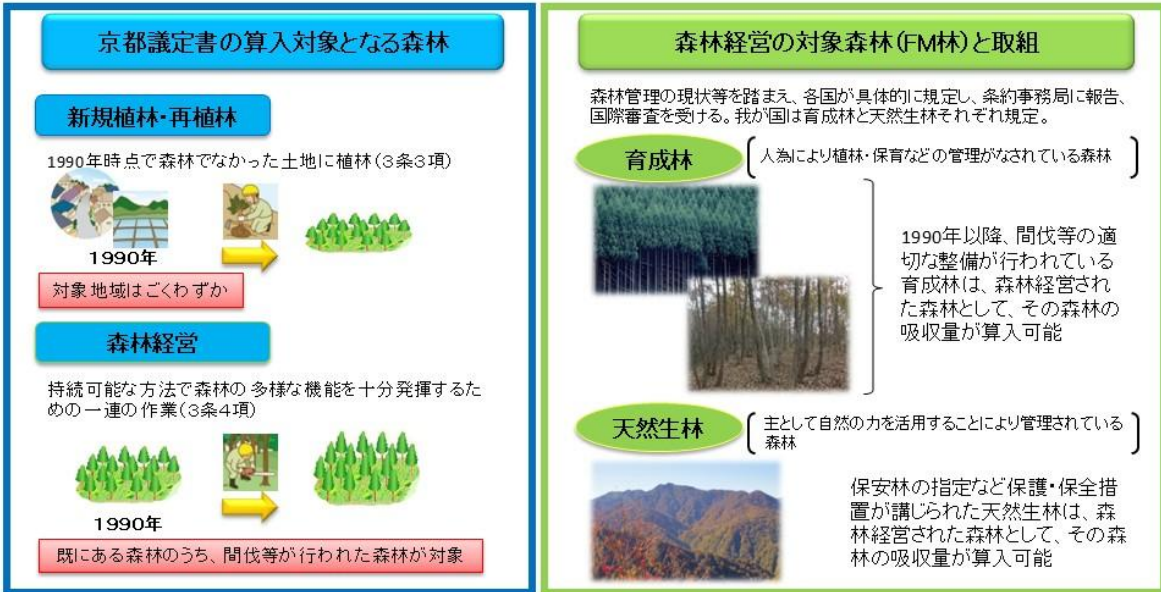 京都議定書の算入対象となる森林
新規植林・再植林
1990年時点で森林でなかった土地に植林(3条3項)
1990年
対象地域はごくわずか
森林経営
持続可能な方法で森林の多様な機能を十分発揮するた
めの一連の作業(3条4項)
1990年
既にある森林のうち、間伐等が行われた森林が対象
森林経営の対象森林(FM林)と取組
森林管理の現状等を踏まえ、各国が具体的に規定し、条約事務局に報告、
国際審査を受ける。我が国は育成林と天然生林それぞれ規定。
育成林
人為により植林・保育などの管理がなされている森林
1990年以降、間伐等の適
切な整備が行われている
育成林は、森林経営され
た森林として、その森林の
吸収量が算入可能
天然生林
主として自然の力を活用することにより管理されている
森林
保安林の指定など保護・保全措
置が講じられた天然生林は、森
林経営された森林として、その森
林の吸収量が算入可能